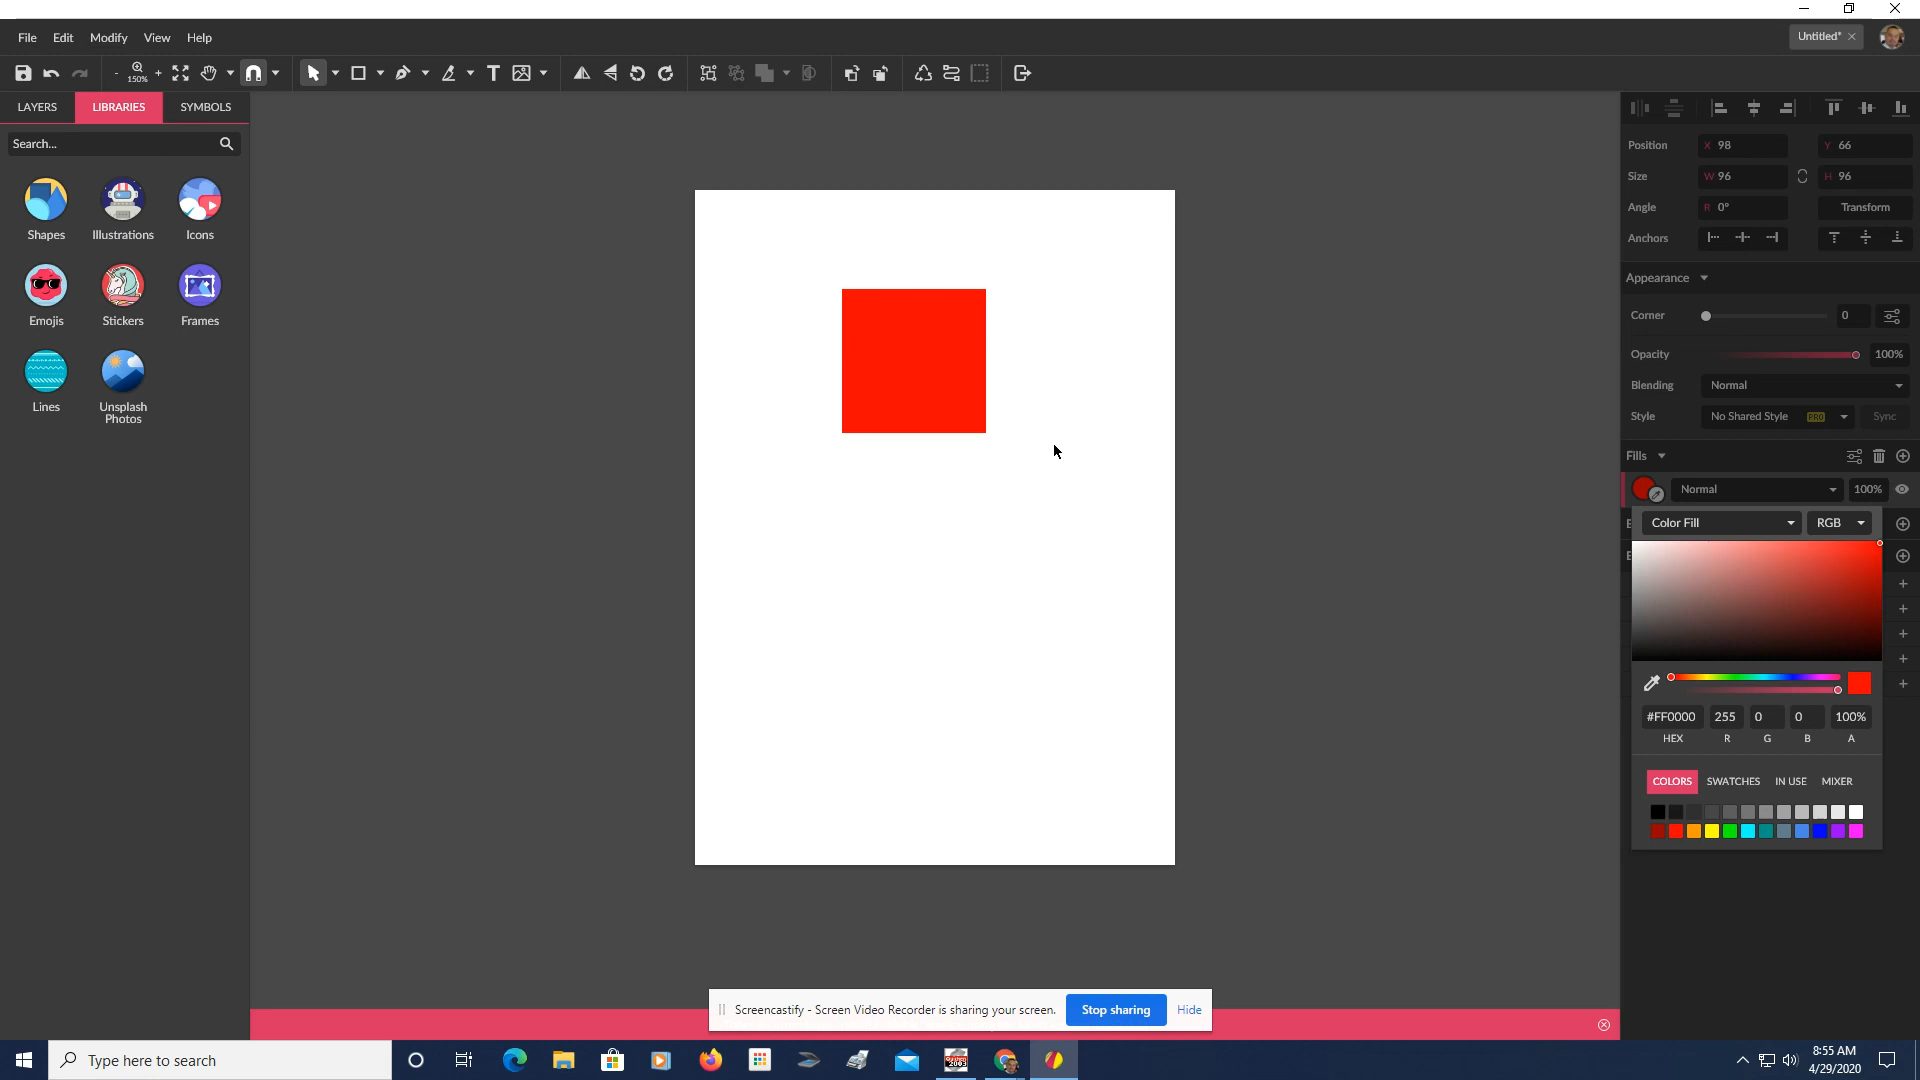 File Edit Modify View Help
Untitled*
150%
LAYERS LIBRARIES SYMBOLS
Search...
Shapes Illustrations Icons
Emojis Stickers Frames
Lines Unsplash
Photos
Position X 98 Y 66
Size W 96 H 96
Angle R 0° Transform
Anchors
Appearance
Corner 0
Opacity 100%
Blending Normal
Style No Shared Style PRO Sync
Fills
Normal 100%
Color Fill RGB
#FF0000 255 0 0 100%
HEX R G B A
COLORS SWATCHES IN USE MIXER
Screencastify - Screen Video Recorder is sharing your screen. Stop sharing Hide
Type here to search
8:55 AM
4/29/2020